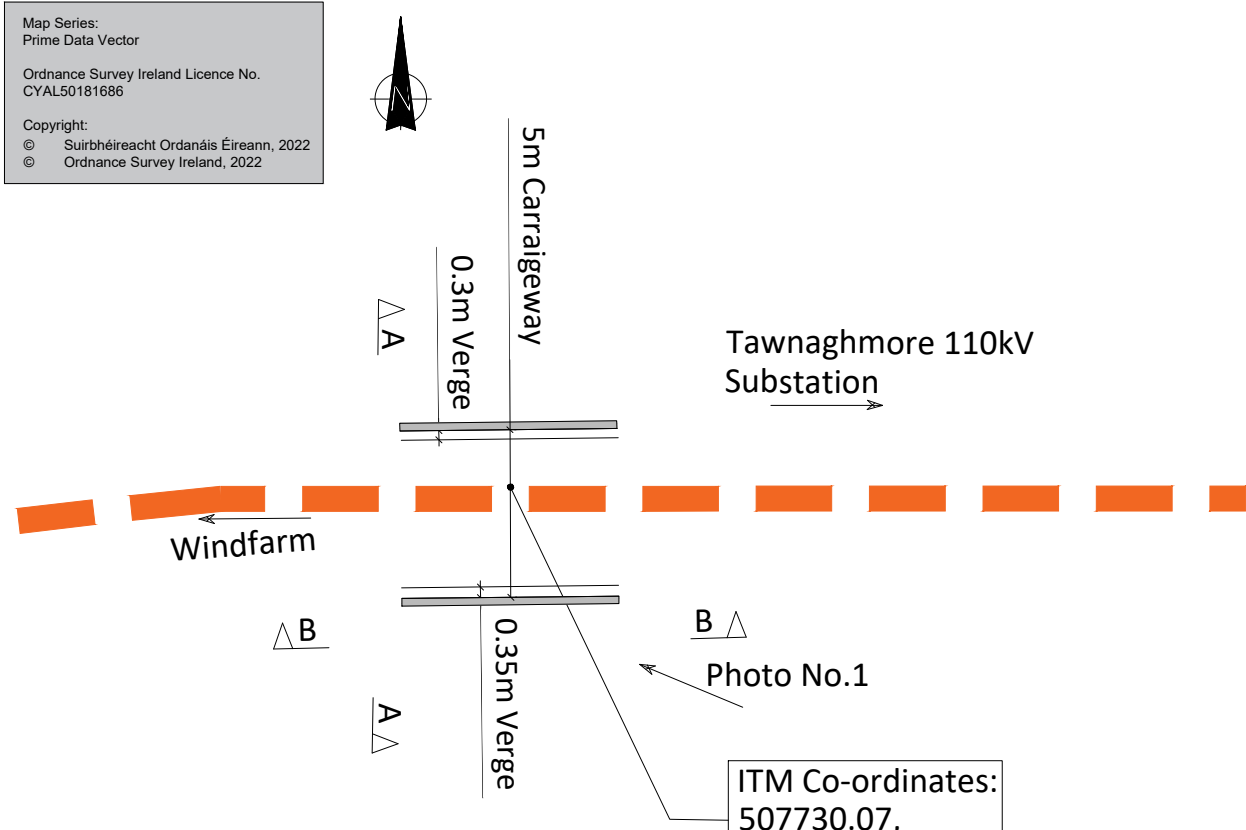 Map Series:
Prime Data Vector
Ordnance Survey Ireland Licence No.
CYAL50181686
Copyright:
© Suirbhéireacht Ordanáis Éireann, 2022
© Ordnance Survey Ireland, 2022
N
5m Carraigeway
0.3m Verge
A
Tawnaghmore 110kV
Substation
Windfarm
B
B
0.35m Verge
Photo No.1
A
ITM Co-ordinates:
507730.07,